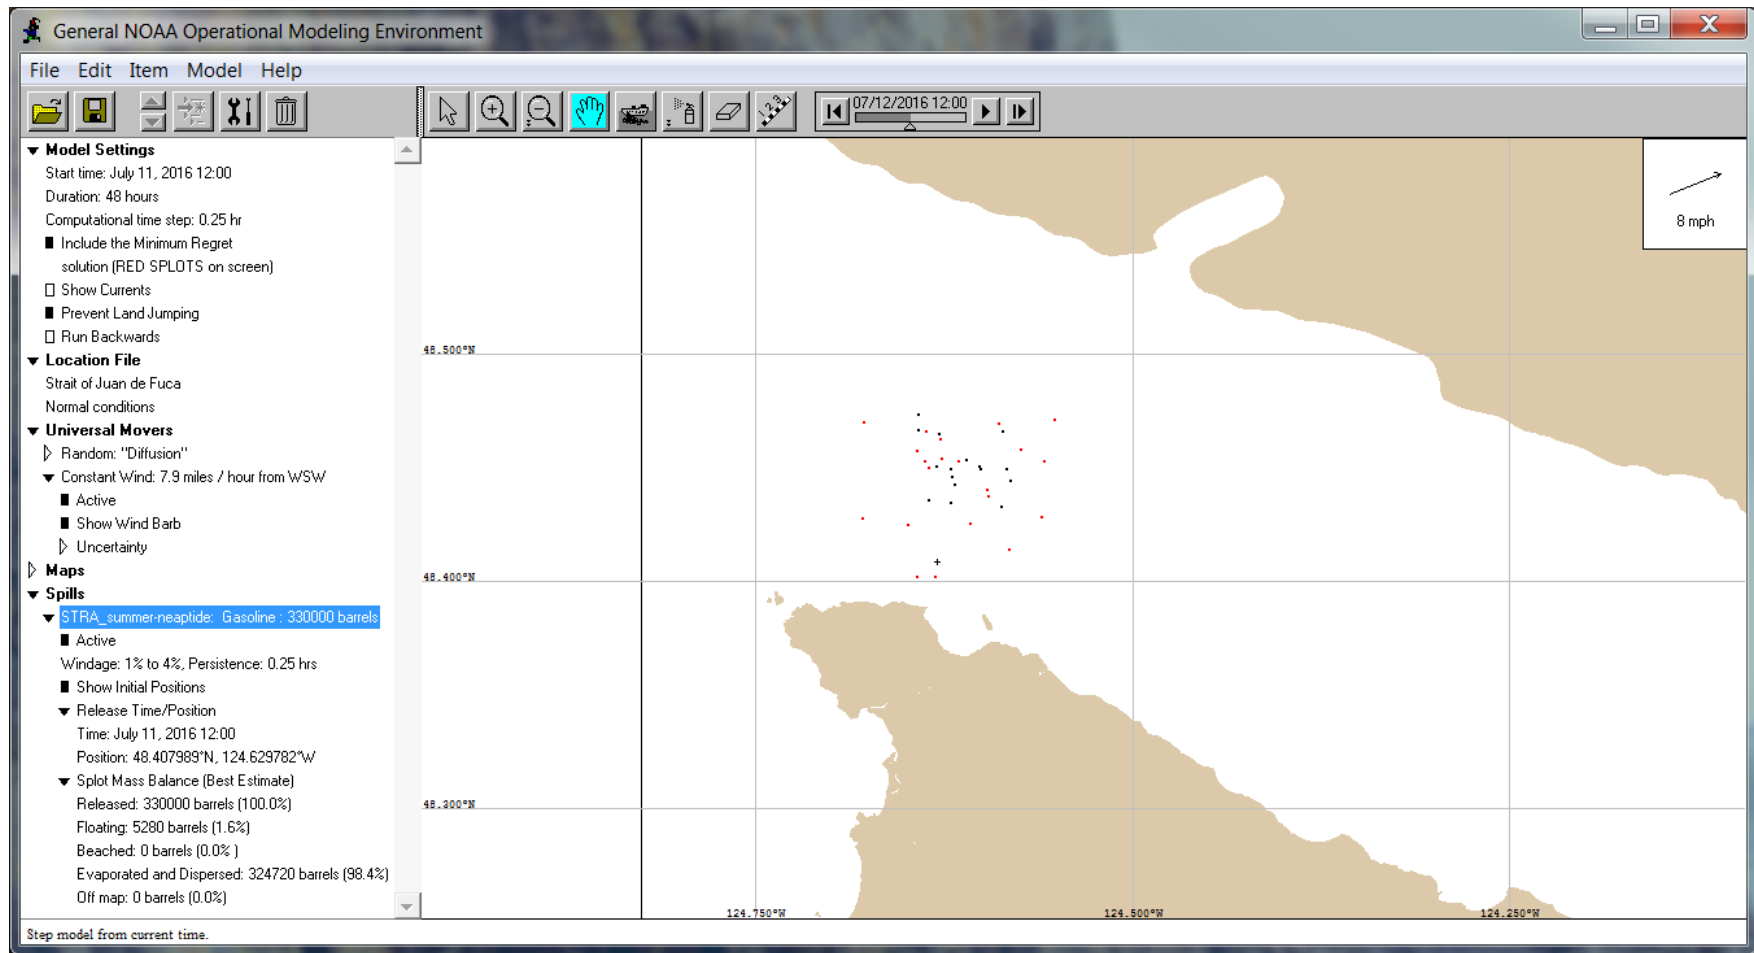 General NOAA Operational Modeling Environment
File Edit Item Model Help
1 2 3
07/12/2016 12:00
Model Settings
Start time: July 11, 2016 12:00
Duration: 48 hours
Computational time step: 0.25 hr
Include the Minimum Regret
solution (RED SPLOTS on screen)
Show Currents
Prevent Land Jumping
Run Backwards
Location File
Strait of Juan de Fuca
Normal conditions
Universal Movers
Random: "Diffusion"
Constant Wind: 7.9 miles / hour from WSW
Active
Show Wind Barb
Uncertainty
Maps
Spills
STRA_summer-neaptide: Gasoline : 330000 barrels
Active
Windage: 1% to 4%, Persistence: 0.25 hrs
Show Initial Positions
Release Time/Position
Time: July 11, 2016 12:00
Position: 48.407989°N, 124.629782°W
Splot Mass Balance (Best Estimate)
Released: 330000 barrels (100.0%)
Floating: 5280 barrels (1.6%)
Beached: 0 barrels (0.0% )
Evaporated and Dispersed: 324720 barrels (98.4%)
Off map: 0 barrels (0.0%)
8 mph
48.500°N
48.400°N
48.300°N
124.750°W 124.500°W 124.250°W
Step model from current time.